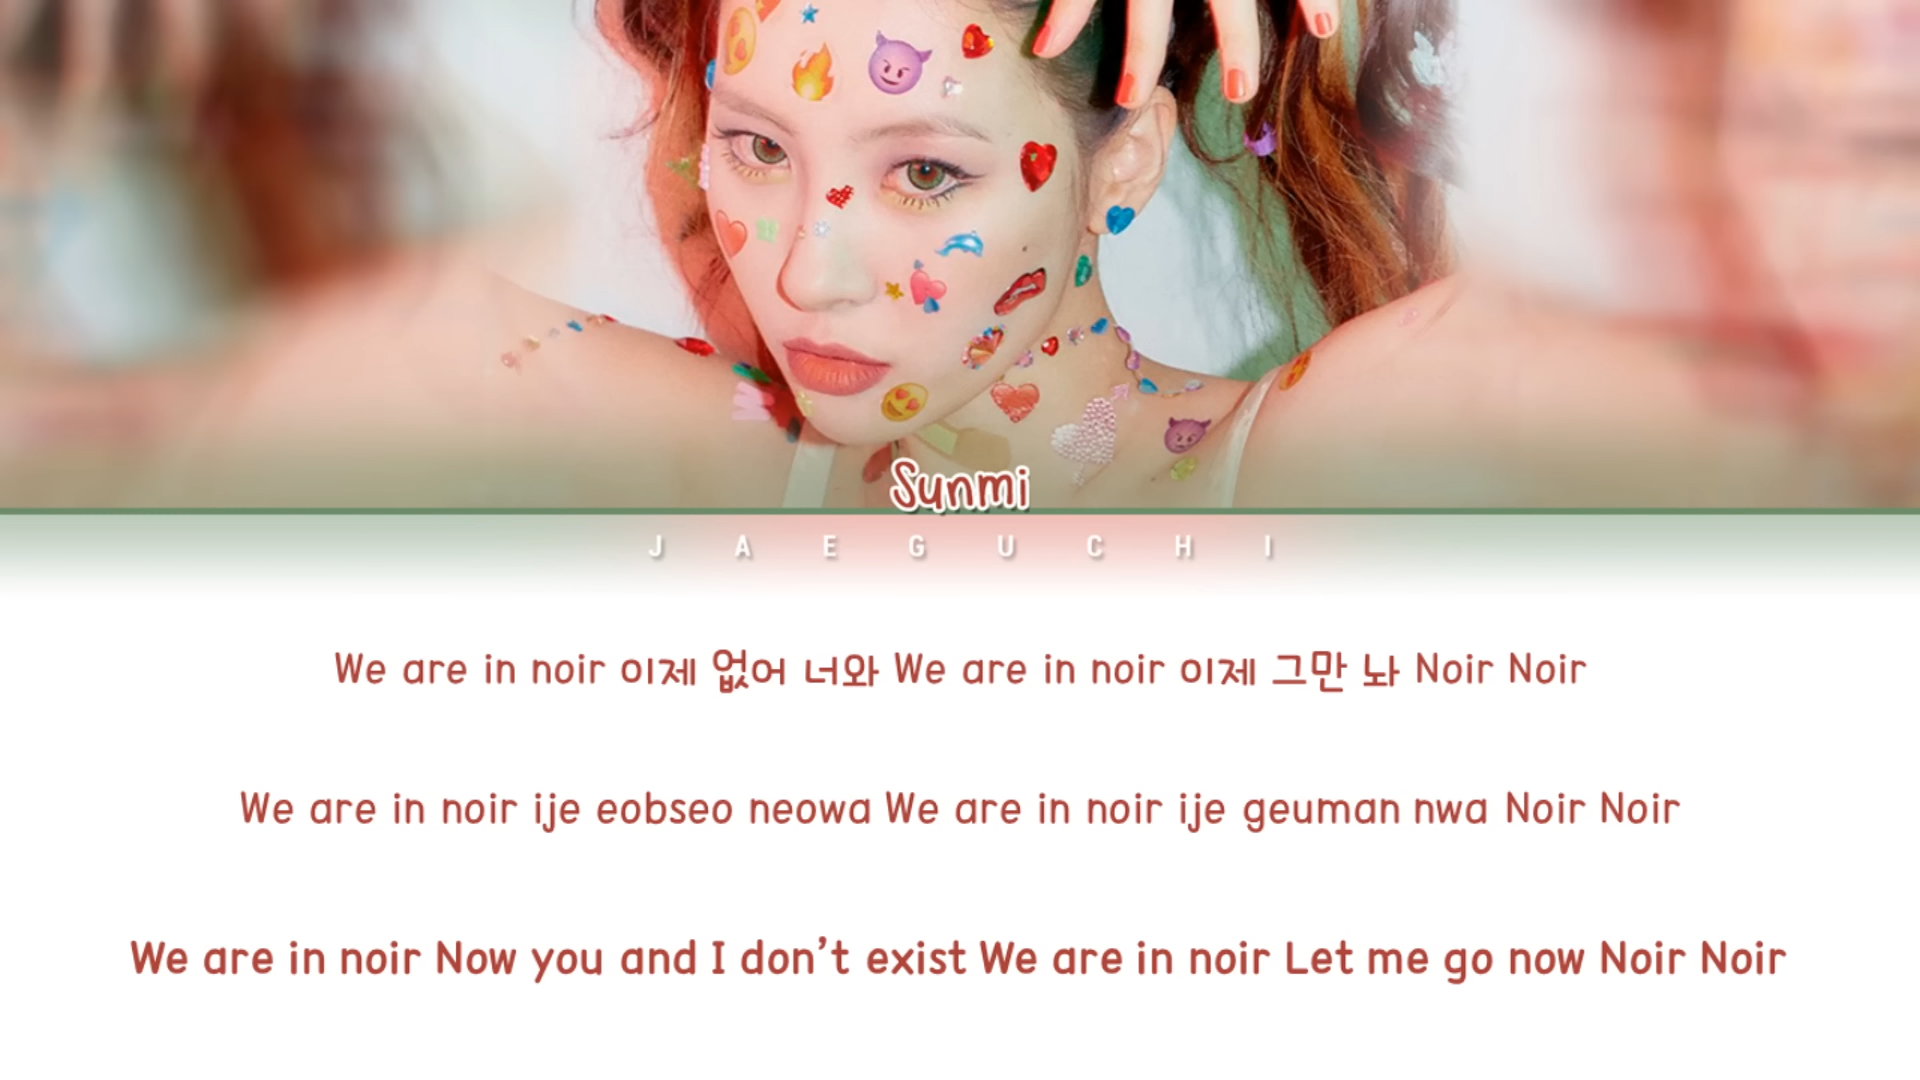 Sunmi
JAEGUCHI
We are in noir 이제 없어 너와 We are in noir 이제 그만 놔 Noir Noir
We are in noir ije eobseo neowa We are in noir ije geuman nwa Noir Noir
We are in noir Now you and I don’t exist We are in noir Let me go now Noir Noir